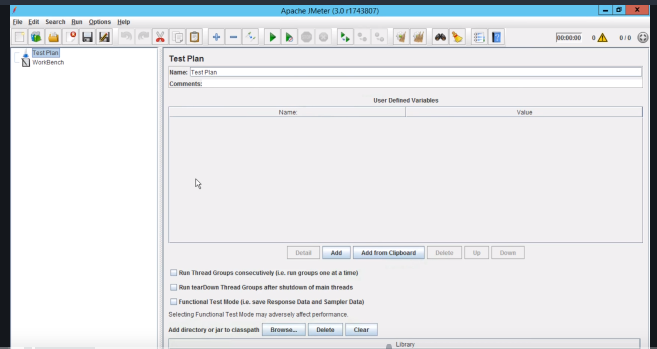 Apache JMeter (3.0 r1743807)
File Edit Search Run Options Help
00:00:00 0 0 / 0
Test Plan
WorkBench
Test Plan
Name: Test Plan
Comments:
User Defined Variables
Name: Value
Detail Add Add from Clipboard Delete Up Down
Run Thread Groups consecutively (i.e. run groups one at a time)
Run tearDown Thread Groups after shutdown of main threads
Functional Test Mode (i.e. save Response Data and Sampler Data)
Selecting Functional Test Mode may adversely affect performance.
Add directory or jar to classpath Browse... Delete Clear
Library